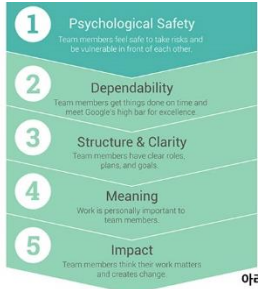 1
Psychological Safety
Team members feel safe to take risks and
be vulnerable in front of each other.
2
Dependability
Team members get things done on time and
meet Google's high bar for excellence.
3
Structure & Clarity
Team members have clear roles,
plans, and goals.
4
Meaning
Work is personally important to
team members.
5
Impact
Team members think their work matters
and creates change.